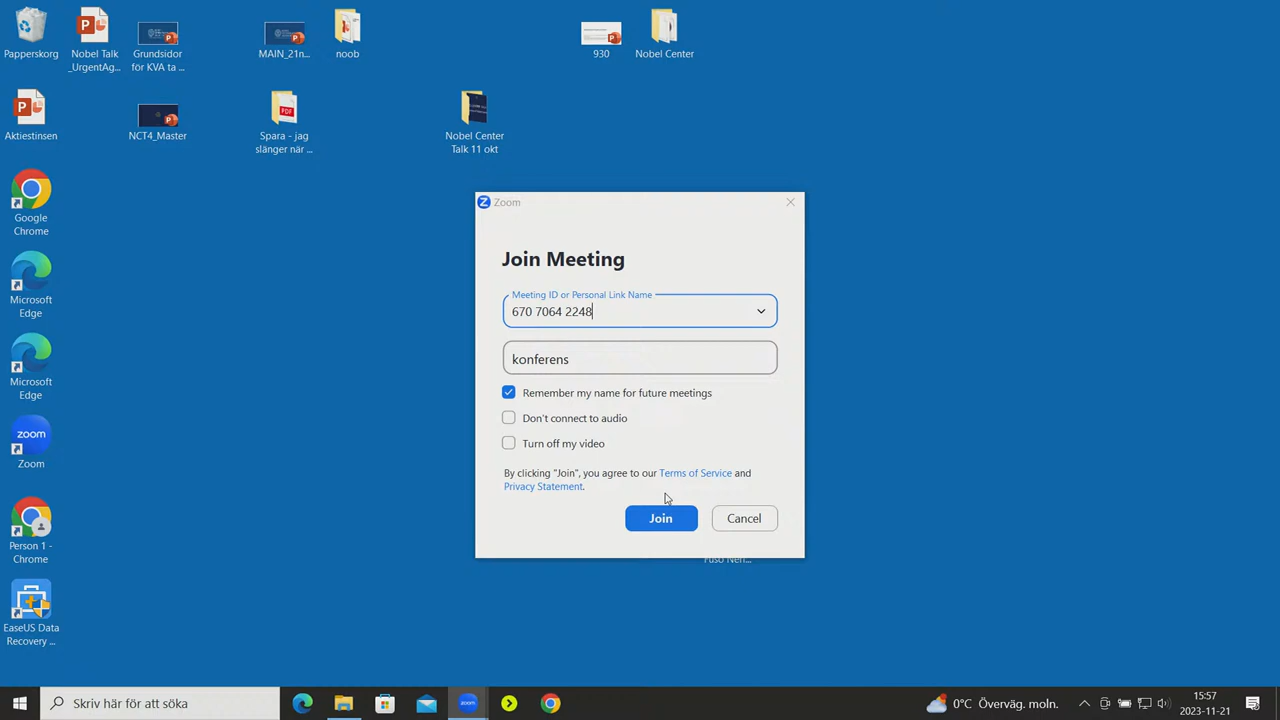 Papperskorg
Nobel Talk
_UrgentAg...
Grundsidor
för KVA ta ...
MAIN_21n...
noob
930
Nobel Center
Aktiestinsen
NCT4_Master
PDF
Spara - jag
slänger när ...
Nobel Center
Talk 11 okt
Google
Chrome
Microsoft
Edge
Microsoft
Edge
zoom
Zoom
Person 1 -
Chrome
EaseUS Data
Recovery ...
Zoom
Join Meeting
Meeting ID or Personal Link Name
670 7064 2248
konferens
Remember my name for future meetings
Don't connect to audio
Turn off my video
By clicking "Join", you agree to our Terms of Service and
Privacy Statement.
Join
Cancel
Skriv här för att söka
zoom
0°C Överväg. moln.
15:57
2023-11-21